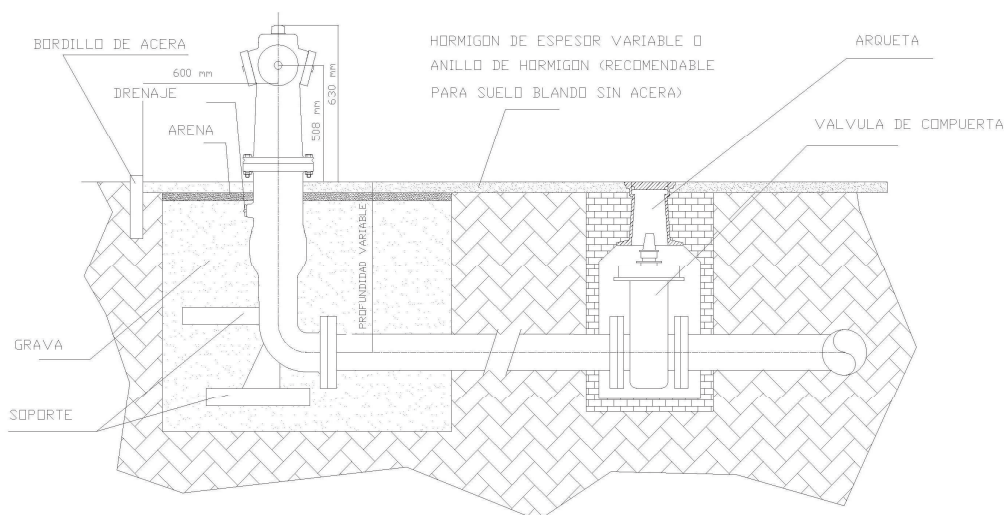 BORDILLO DE ACERA
600 mm
DRENAJE
ARENA
508 mm
630 mm
HORMIGON DE ESPESOR VARIABLE O
ANILLO DE HORMIGON (RECOMENDABLE
PARA SUELO BLANDO SIN ACERA)
ARQUETA
VALVULA DE COMPUERTA
PROFUNDIDAD VARIABLE
GRAVA
SOPORTE